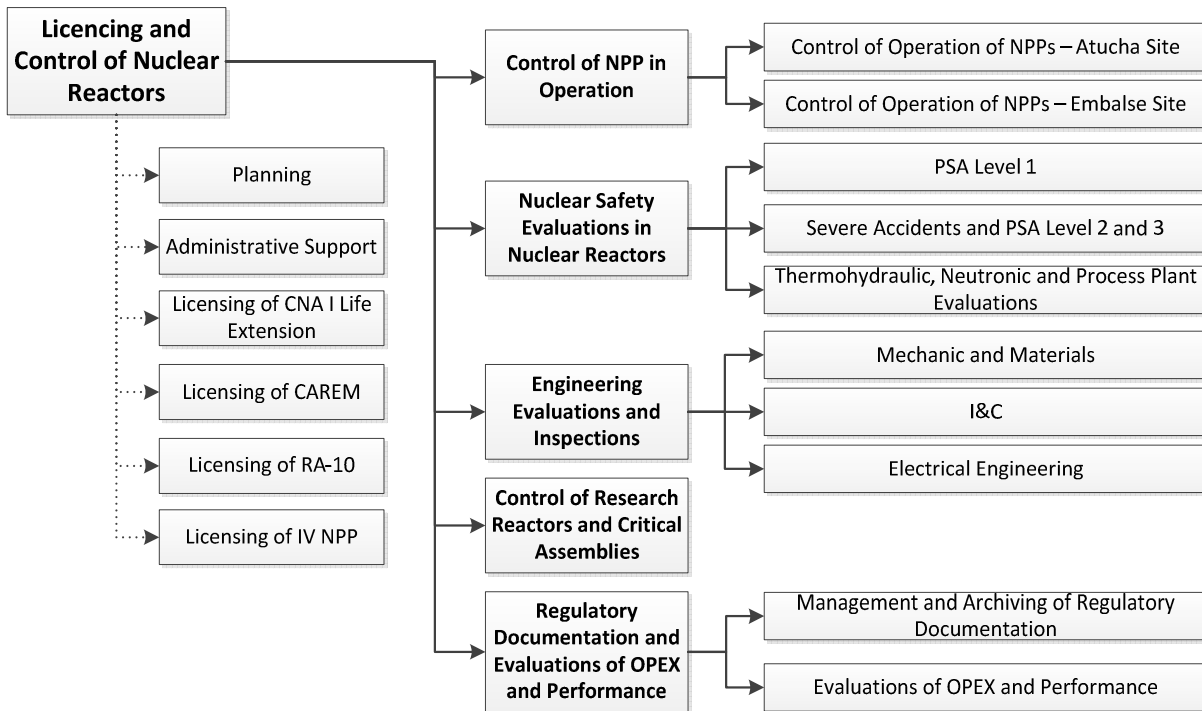 Licencing and
Control of Nuclear
Reactors
Planning
Administrative Support
Licensing of CNA I Life
Extension
Licensing of CAREM
Licensing of RA-10
Licensing of IV NPP
Control of NPP in
Operation
Control of Operation of NPPs – Atucha Site
Control of Operation of NPPs – Embalse Site
Nuclear Safety
Evaluations in
Nuclear Reactors
PSA Level 1
Severe Accidents and PSA Level 2 and 3
Thermohydraulic, Neutronic and Process Plant
Evaluations
Engineering
Evaluations and
Inspections
Mechanic and Materials
I&C
Electrical Engineering
Control of Research
Reactors and Critical
Assemblies
Regulatory
Documentation and
Evaluations of OPEX
and Performance
Management and Archiving of Regulatory
Documentation
Evaluations of OPEX and Performance